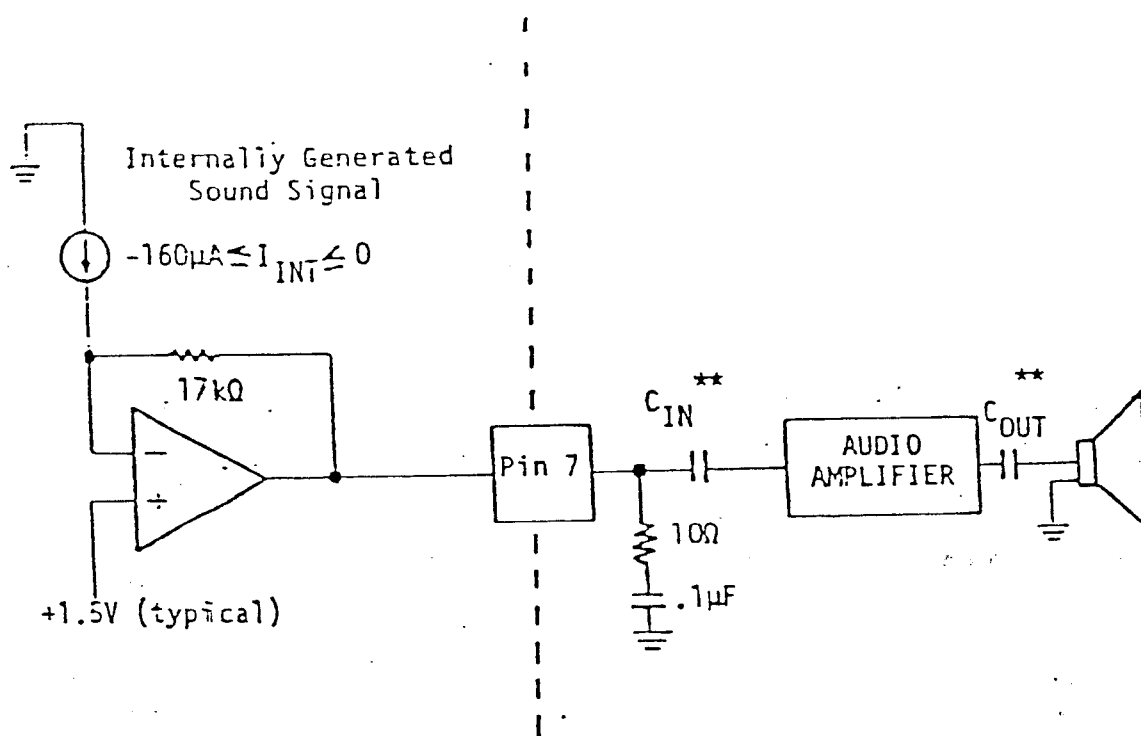 Internally Generated
Sound Signal
-160μA≤I_INT≤0
17kΩ
−
÷
+1.5V (typical)
Pin 7
10Ω
.1μF
C_IN**
AUDIO
AMPLIFIER
C_OUT**